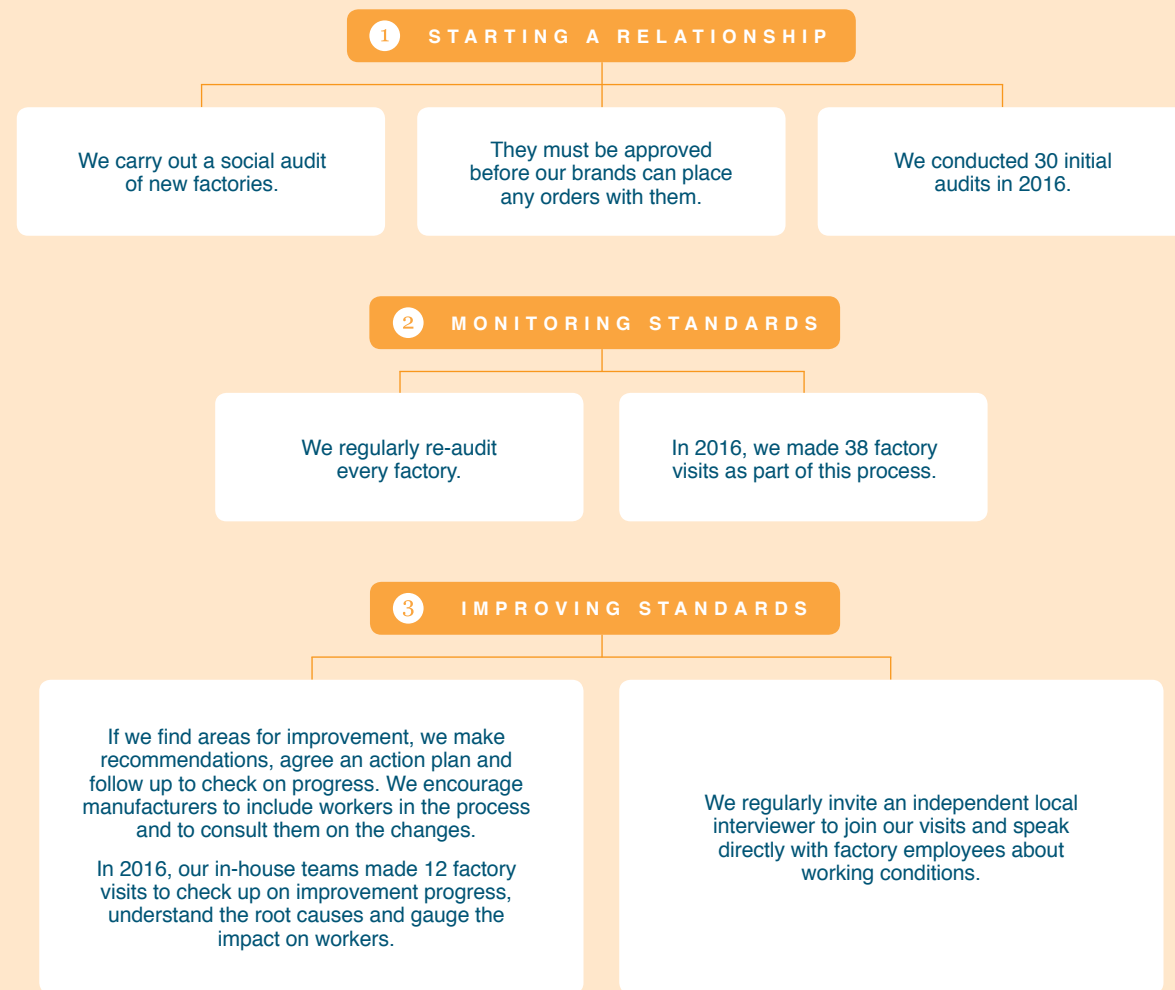 1 STARTING A RELATIONSHIP
We carry out a social audit
of new factories.
They must be approved
before our brands can place
any orders with them.
We conducted 30 initial
audits in 2016.
2 MONITORING STANDARDS
We regularly re-audit
every factory.
In 2016, we made 38 factory
visits as part of this process.
3 IMPROVING STANDARDS
If we find areas for improvement, we make
recommendations, agree an action plan and
follow up to check on progress. We encourage
manufacturers to include workers in the process
and to consult them on the changes.
In 2016, our in-house teams made 12 factory
visits to check up on improvement progress,
understand the root causes and gauge the
impact on workers.
We regularly invite an independent local
interviewer to join our visits and speak
directly with factory employees about
working conditions.